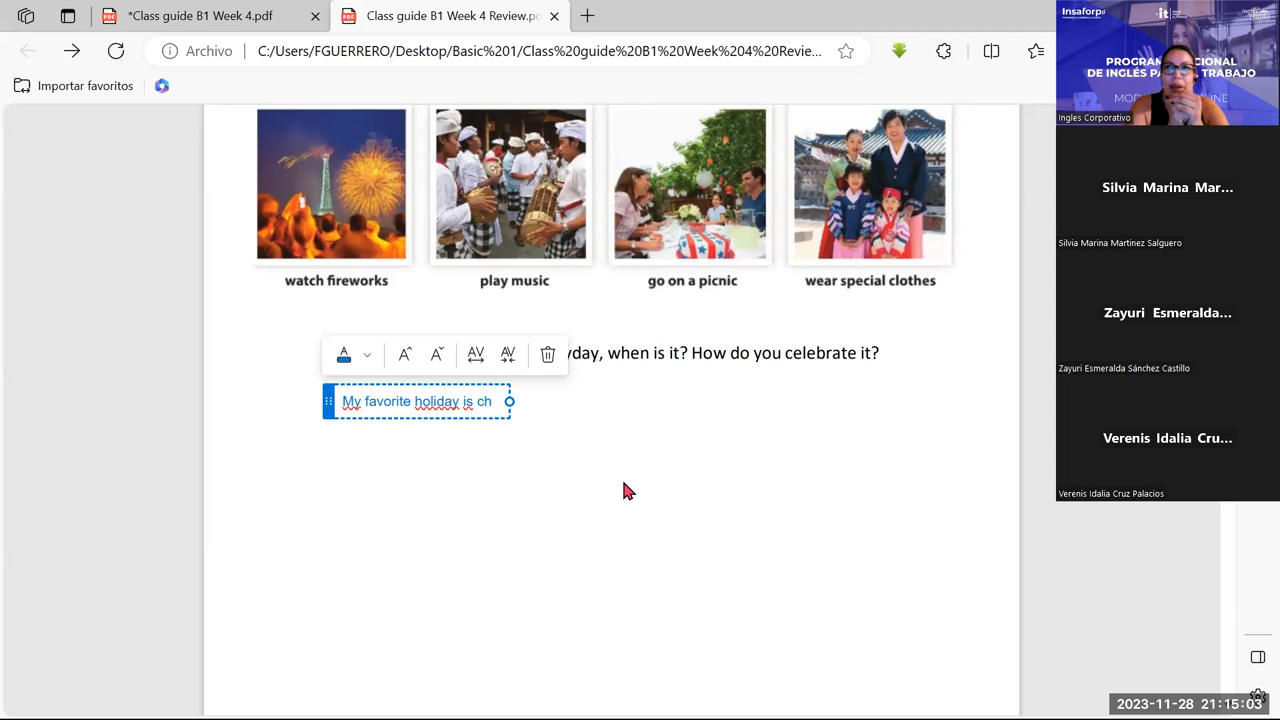 *Class guide B1 Week 4.pdf
Class guide B1 Week 4 Review.p
Archivo
C:/Users/FGUERRERO/Desktop/Basic%201/Class%20guide%20B1%20Week%204%20Revie...
Importar favoritos
Insaforp
PROGRAM CIONAL
DE INGLÉS PA L TRABAJO
Ingles Corporativo
watch fireworks
play music
go on a picnic
wear special clothes
yday, when is it? How do you celebrate it?
My favorite holiday is ch
Silvia Marina Mar...
Silvia Marina Martinez Salguero
Zayuri Esmeralda...
Zayuri Esmeralda Sánchez Castillo
Verenis Idalia Cru...
Verenis Idalia Cruz Palacios
2023-11-28 21:15:03